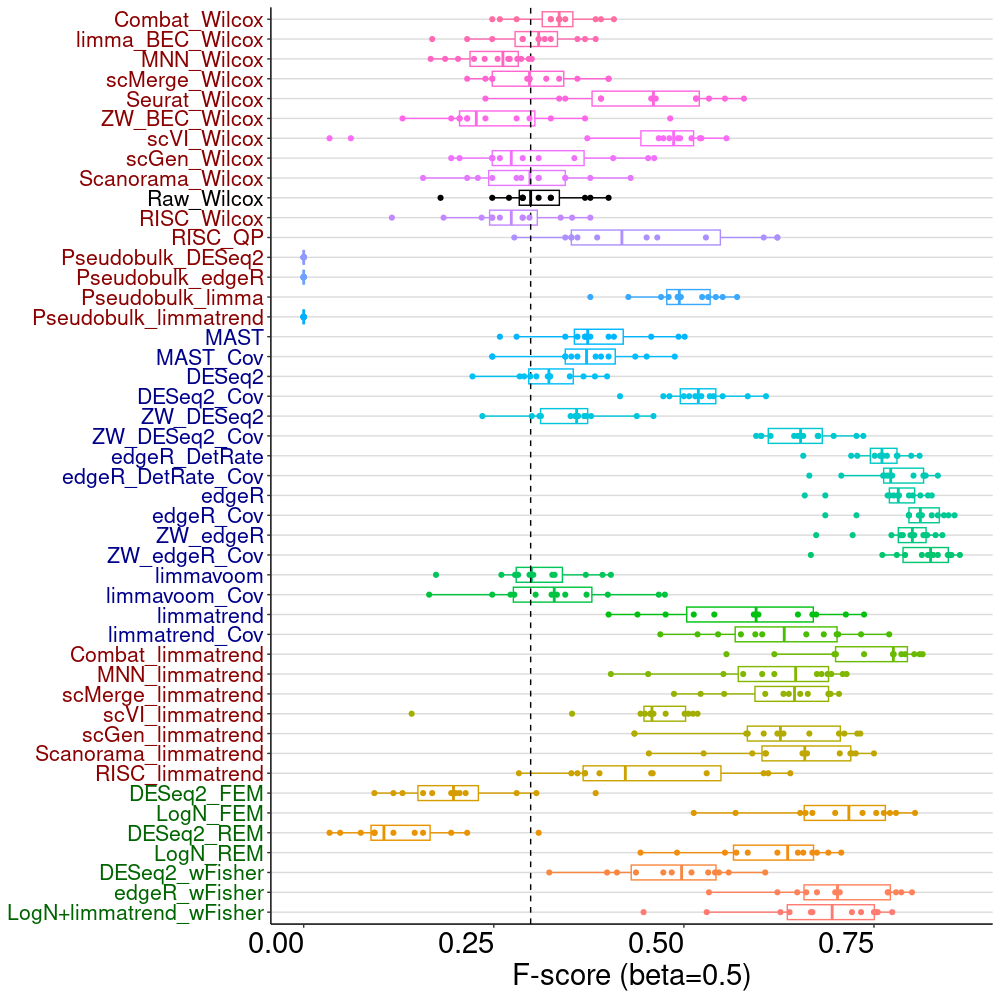 Combat_Wilcox
limma_BEC_Wilcox
MNN_Wilcox
scMerge_Wilcox
Seurat_Wilcox
ZW_BEC_Wilcox
scVI_Wilcox
scGen_Wilcox
Scanorama_Wilcox
Raw_Wilcox
RISC_Wilcox
RISC_QP
Pseudobulk_DESeq2
Pseudobulk_edgeR
Pseudobulk_limma
Pseudobulk_limmatrend
MAST
MAST_Cov
DESeq2
DESeq2_Cov
ZW_DESeq2
ZW_DESeq2_Cov
edgeR_DetRate
edgeR_DetRate_Cov
edgeR
edgeR_Cov
ZW_edgeR
ZW_edgeR_Cov
limmavoom
limmavoom_Cov
limmatrend
limmatrend_Cov
Combat_limmatrend
MNN_limmatrend
scMerge_limmatrend
scVI_limmatrend
scGen_limmatrend
Scanorama_limmatrend
RISC_limmatrend
DESeq2_FEM
LogN_FEM
DESeq2_REM
LogN_REM
DESeq2_wFisher
edgeR_wFisher
LogN+limmatrend_wFisher
0.00 0.25 0.50 0.75
F-score (beta=0.5)